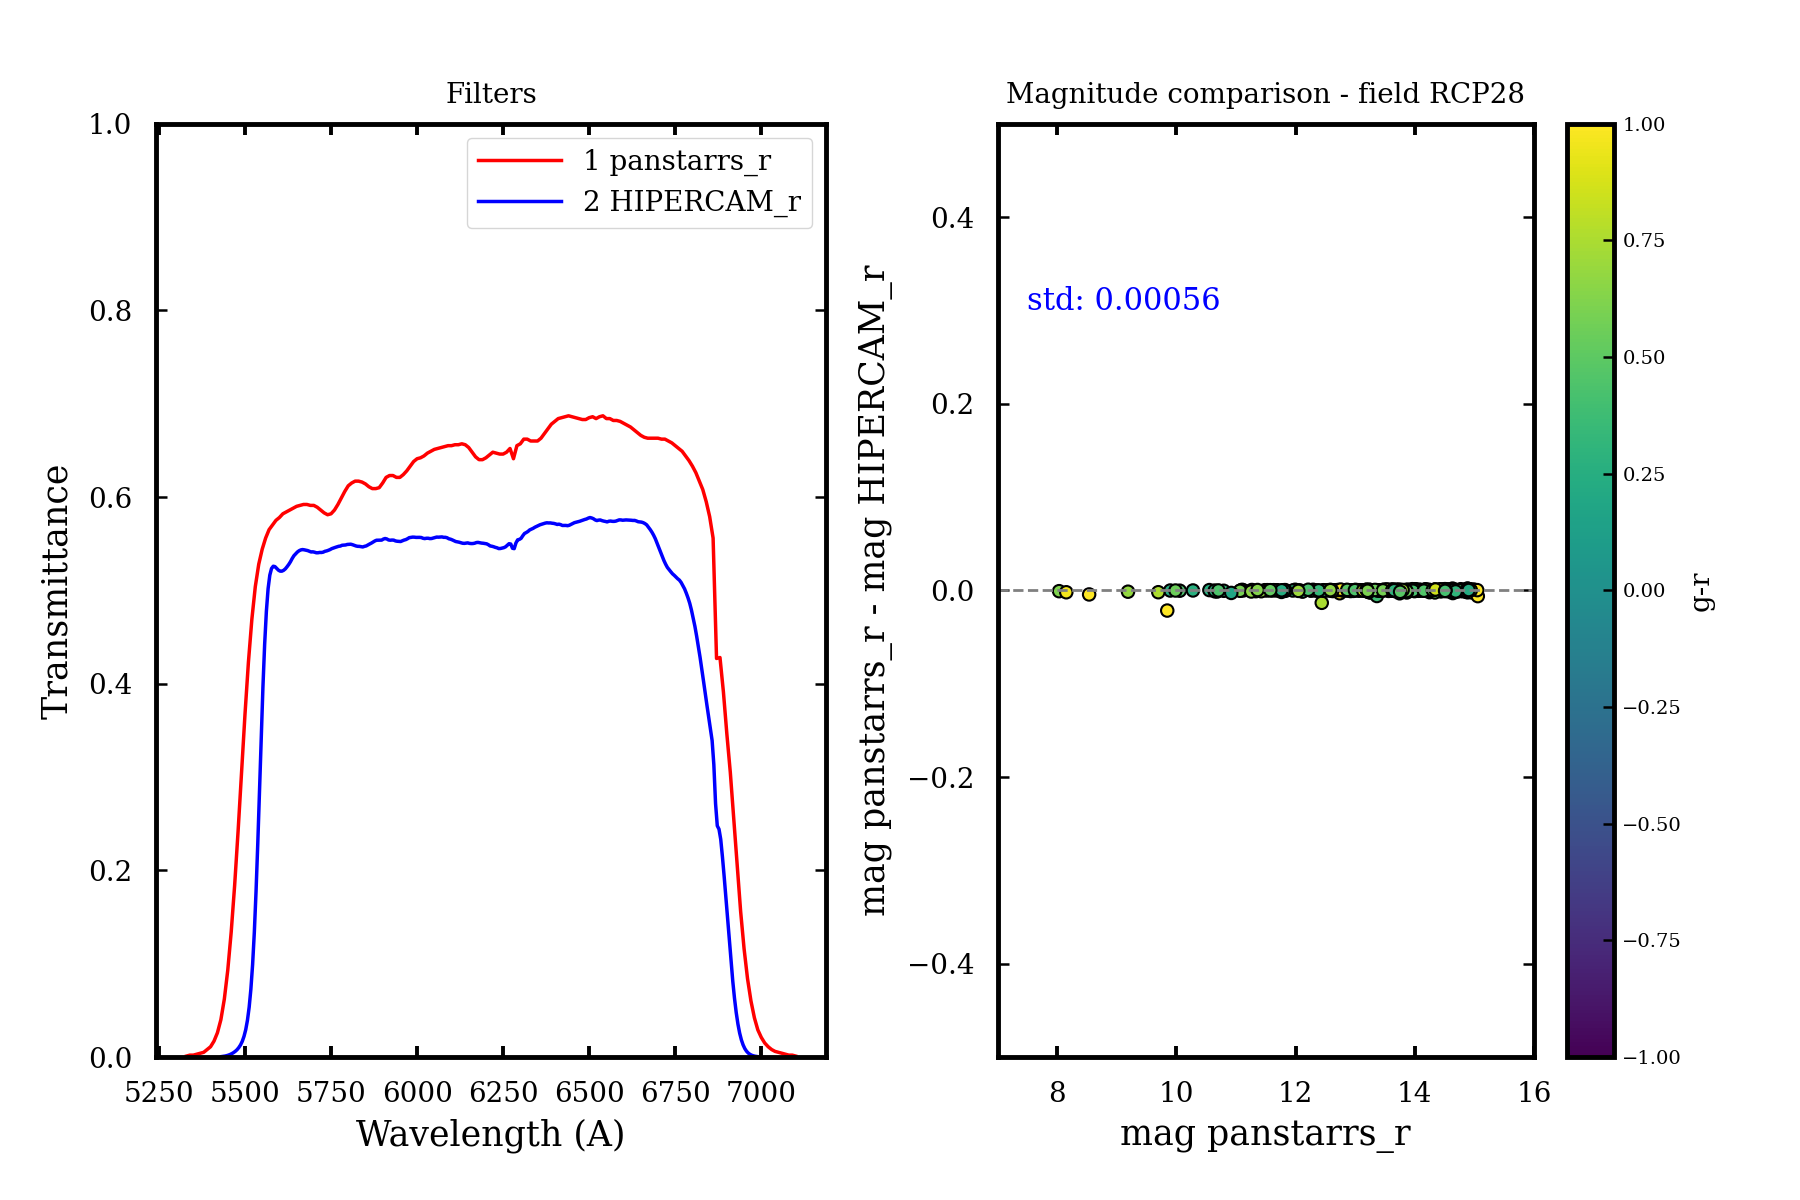 Filters
1.0
0.8
0.6
0.4
0.2
0.0
Transmittance
1 panstarrs_r
2 HIPERCAM_r
5250 5500 5750 6000 6250 6500 6750 7000
Wavelength (A)
Magnitude comparison - field RCP28
mag panstarrs_r - mag HIPERCAM_r
0.4
0.2
0.0
−0.2
−0.4
std: 0.00056
8 10 12 14 16
mag panstarrs_r
1.00
0.75
0.50
0.25
0.00
−0.25
−0.50
−0.75
−1.00
g-r